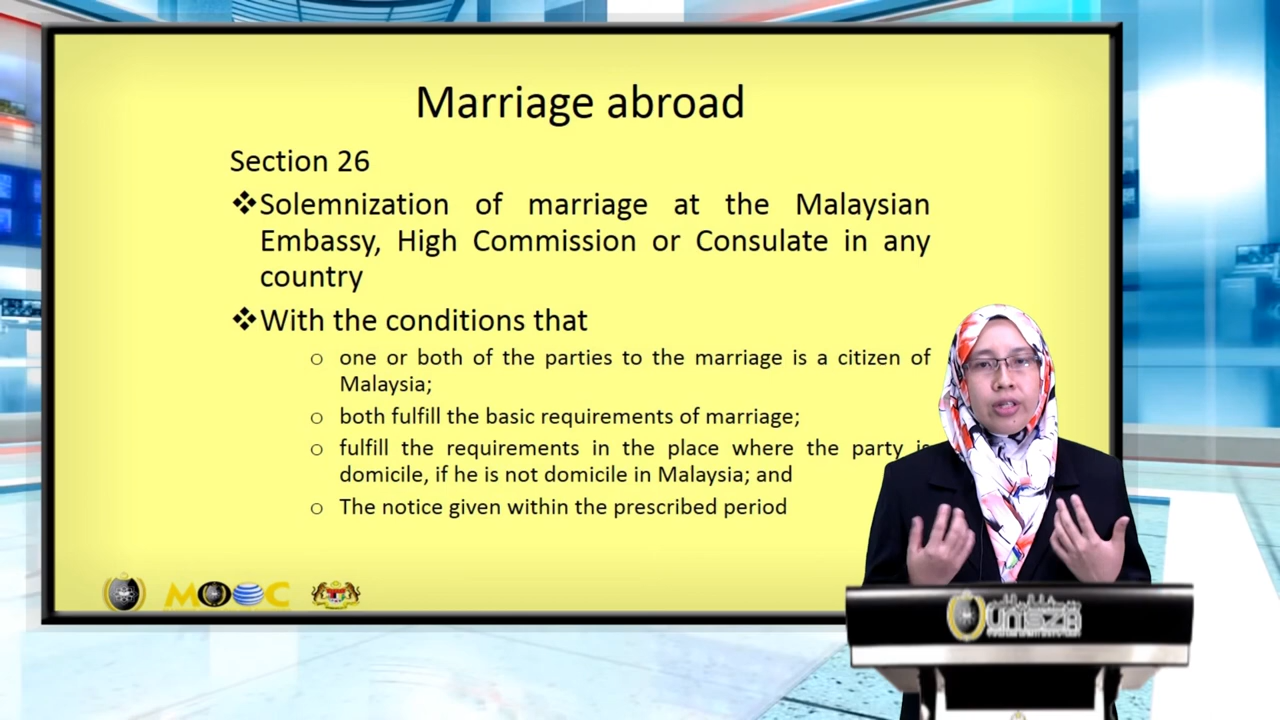 Marriage abroad
Section 26
❖Solemnization of marriage at the Malaysian
Embassy, High Commission or Consulate in any
country
❖With the conditions that
○ one or both of the parties to the marriage is a citizen of
Malaysia;
○ both fulfill the basic requirements of marriage;
○ fulfill the requirements in the place where the party is
domicile, if he is not domicile in Malaysia; and
○ The notice given within the prescribed period
MOOC
UniSZA